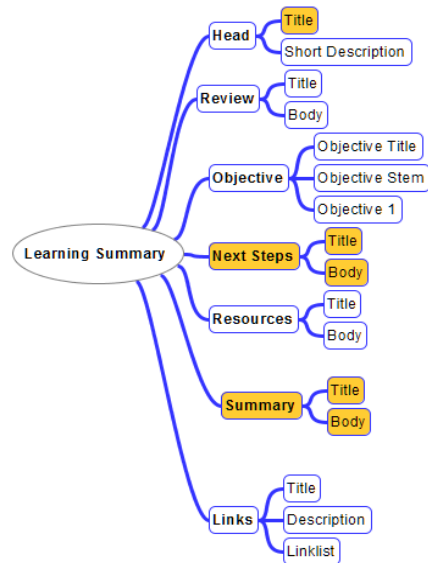 Learning Summary
Head
Title
Short Description
Review
Title
Body
Objective
Objective Title
Objective Stem
Objective 1
Next Steps
Title
Body
Resources
Title
Body
Summary
Title
Body
Links
Title
Description
Linklist